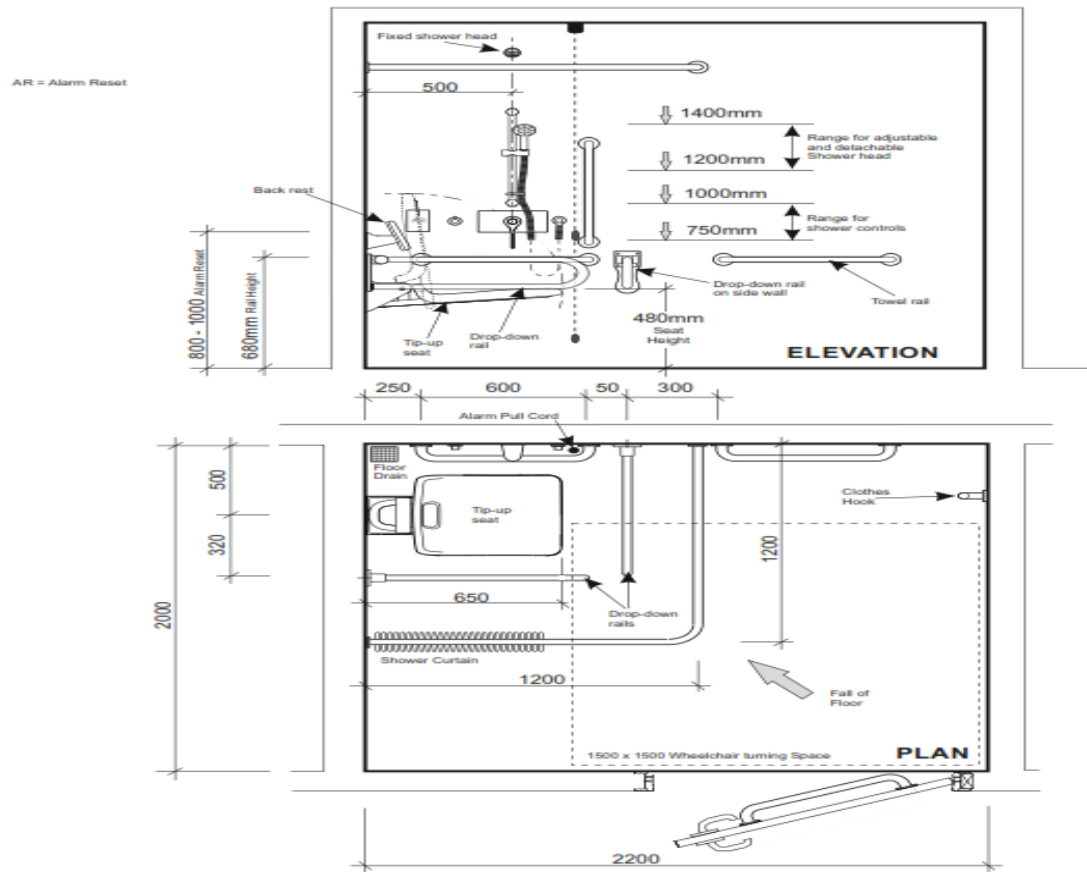 Fixed shower head
AR = Alarm Reset
500
1400mm
Range for adjustable
and detachable
Shower head
1200mm
Back rest
1000mm
Range for
shower controls
750mm
800 - 1000 Alarm Reset
680mm Rail Height
Drop-down rail
on side wall
Towel rail
480mm
Seat
Height
Tip-up
seat
Drop-down
rail
ELEVATION
250
600
50
300
Alarm Pull Cord
Floor
Drain
500
Tip-up
seat
Clothes
Hook
320
1200
2000
650
Drop-down
rails
Shower Curtain
1200
Fall of
Floor
1500 x 1500 Wheelchair turning Space
PLAN
2200